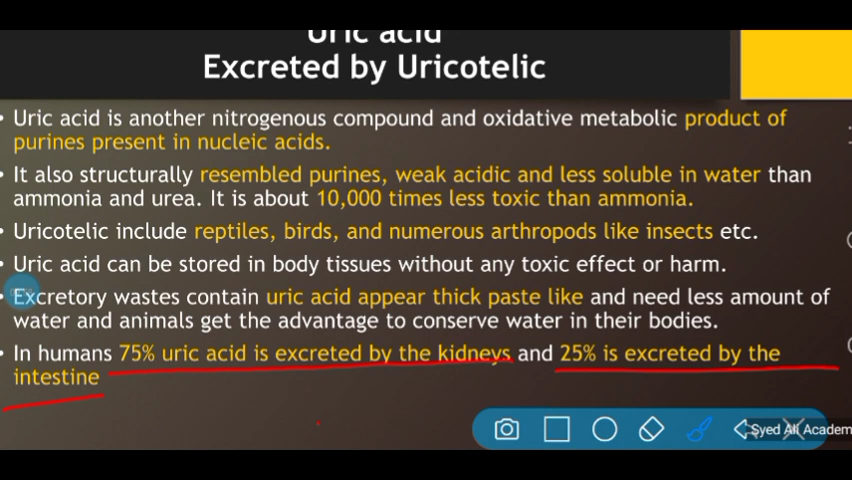 Uric acid
Excreted by Uricotelic
• Uric acid is another nitrogenous compound and oxidative metabolic product of
purines present in nucleic acids.
• It also structurally resembled purines, weak acidic and less soluble in water than
ammonia and urea. It is about 10,000 times less toxic than ammonia.
• Uricotelic include reptiles, birds, and numerous arthropods like insects etc.
• Uric acid can be stored in body tissues without any toxic effect or harm.
• Excretory wastes contain uric acid appear thick paste like and need less amount of
water and animals get the advantage to conserve water in their bodies.
• In humans 75% uric acid is excreted by the kidneys and 25% is excreted by the
intestine
Syed Ali Academ